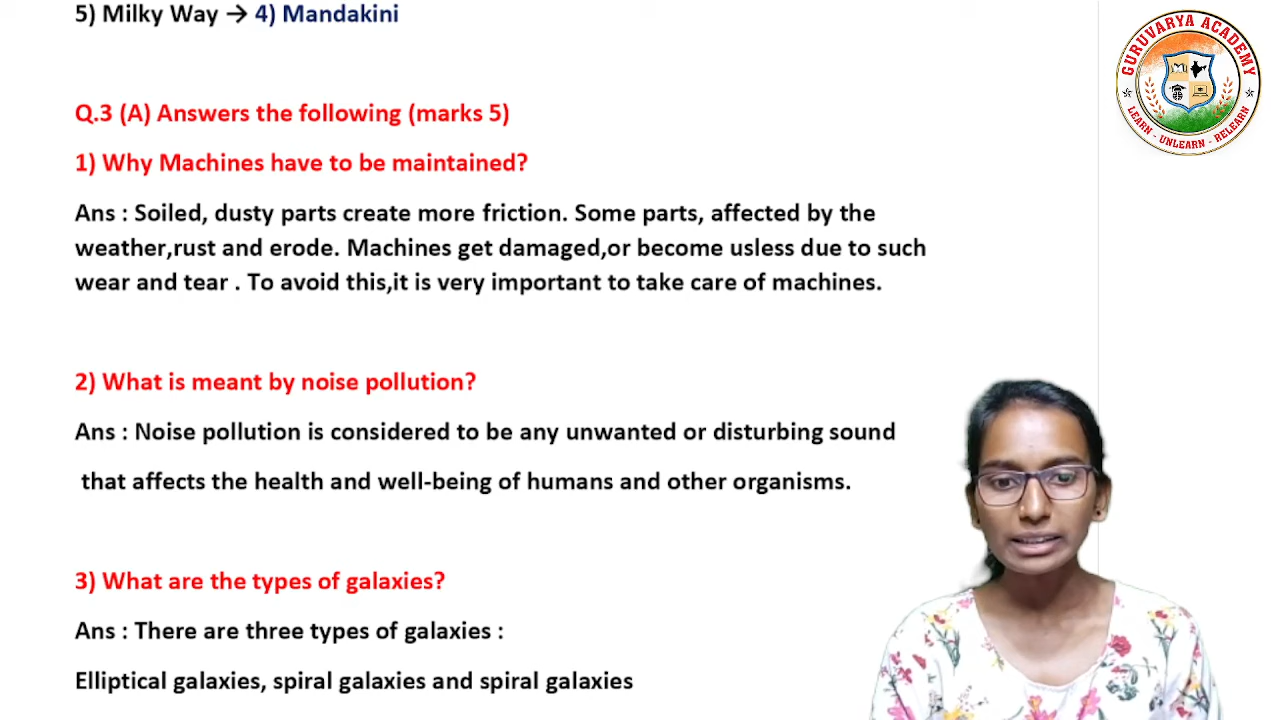 5) Milky Way → 4) Mandakini
Q.3 (A) Answers the following (marks 5)
1) Why Machines have to be maintained?
Ans : Soiled, dusty parts create more friction. Some parts, affected by the
weather,rust and erode. Machines get damaged,or become usless due to such
wear and tear . To avoid this,it is very important to take care of machines.
2) What is meant by noise pollution?
Ans : Noise pollution is considered to be any unwanted or disturbing sound
that affects the health and well-being of humans and other organisms.
3) What are the types of galaxies?
Ans : There are three types of galaxies :
Elliptical galaxies, spiral galaxies and spiral galaxies
GURUVARYA ACADEMY
LEARN - UNLEARN - RELEARN